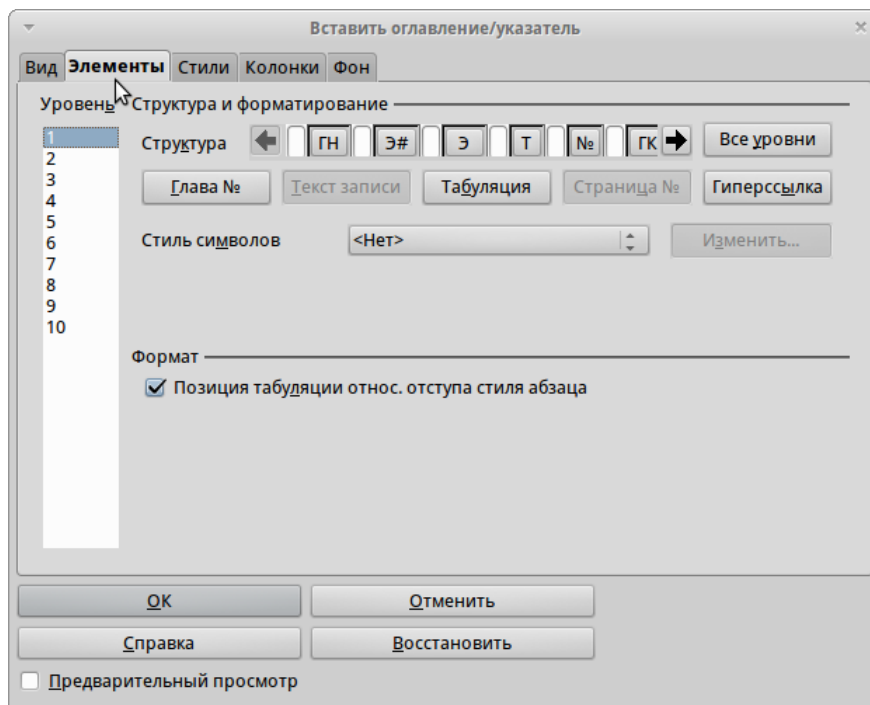 Вставить оглавление/указатель
Вид Элементы Стили Колонки Фон
Уровень Структура и форматирование
1
2
3
4
5
6
7
8
9
10
Структура ГН Э# Э Т № ГК Все уровни
Глава № Текст записи Табуляция Страница № Гиперссылка
Стиль символов <Нет> Изменить...
Формат
Позиция табуляции относ. отступа стиля абзаца
OK Отменить
Справка Восстановить
Предварительный просмотр